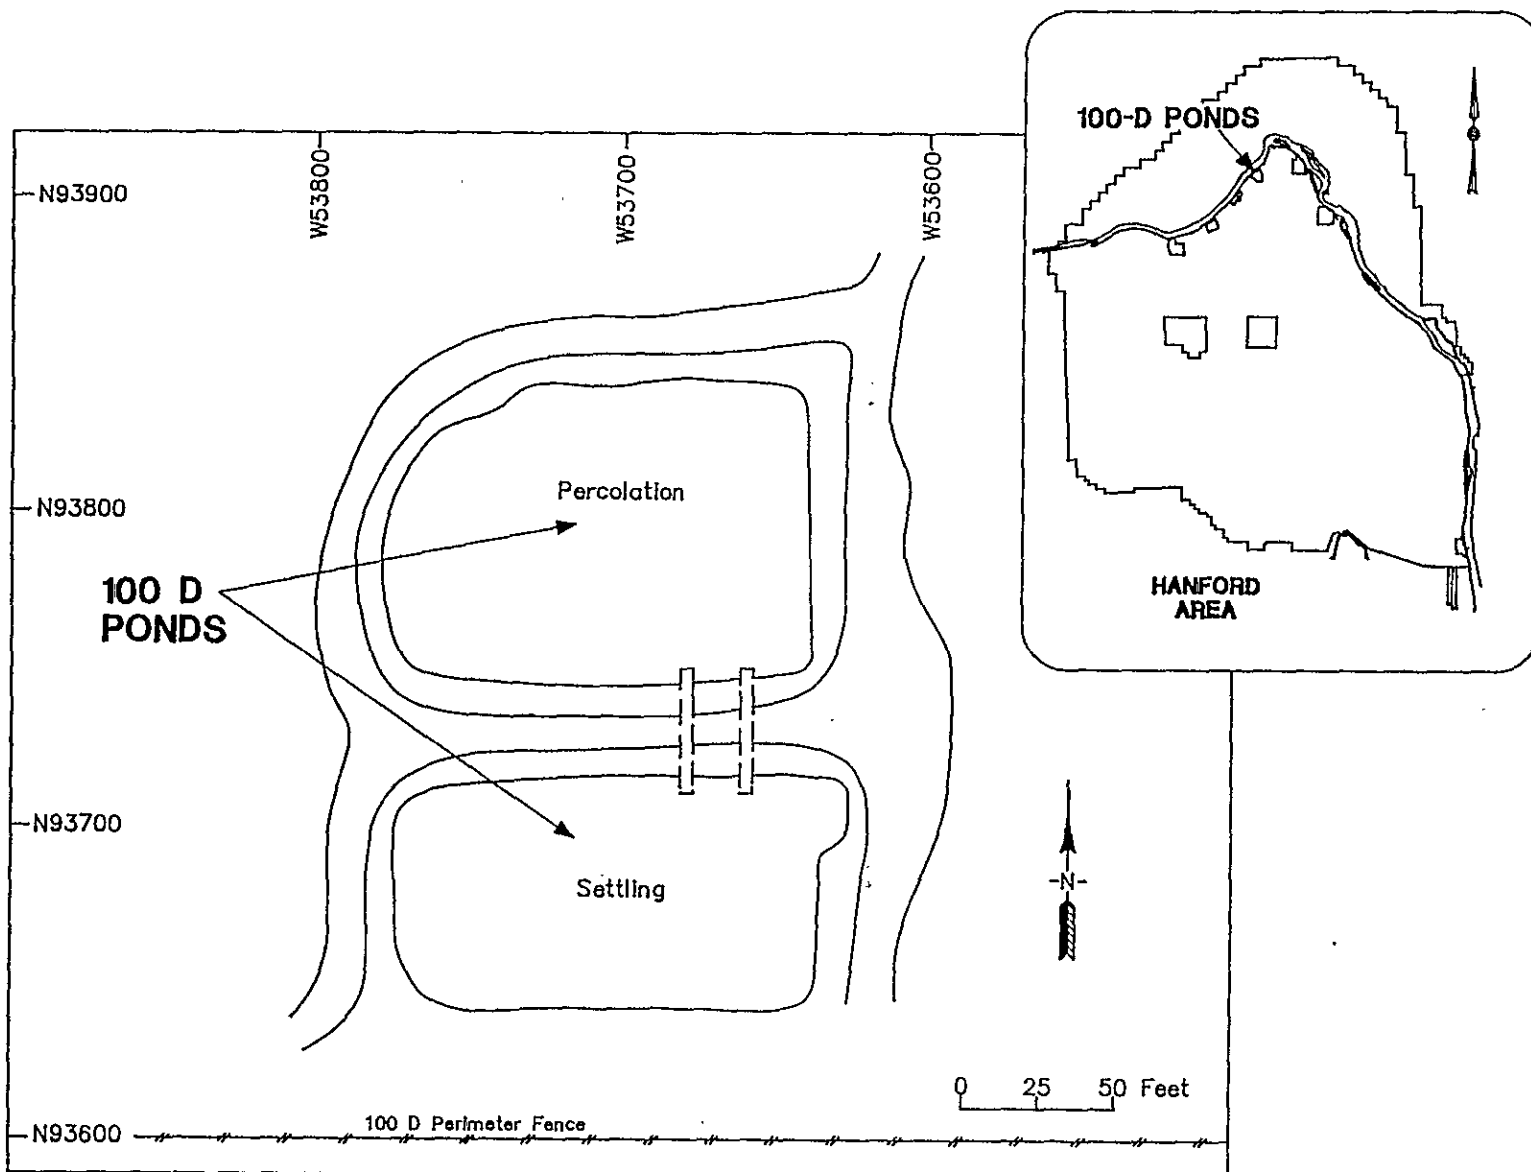 100-D PONDS
W53800
W53700
W53600
N93900
Percolation
N93800
100 D
PONDS
HANFORD
AREA
N93700
Settling
-N-
0 25 50 Feet
100 D Perimeter Fence
N93600